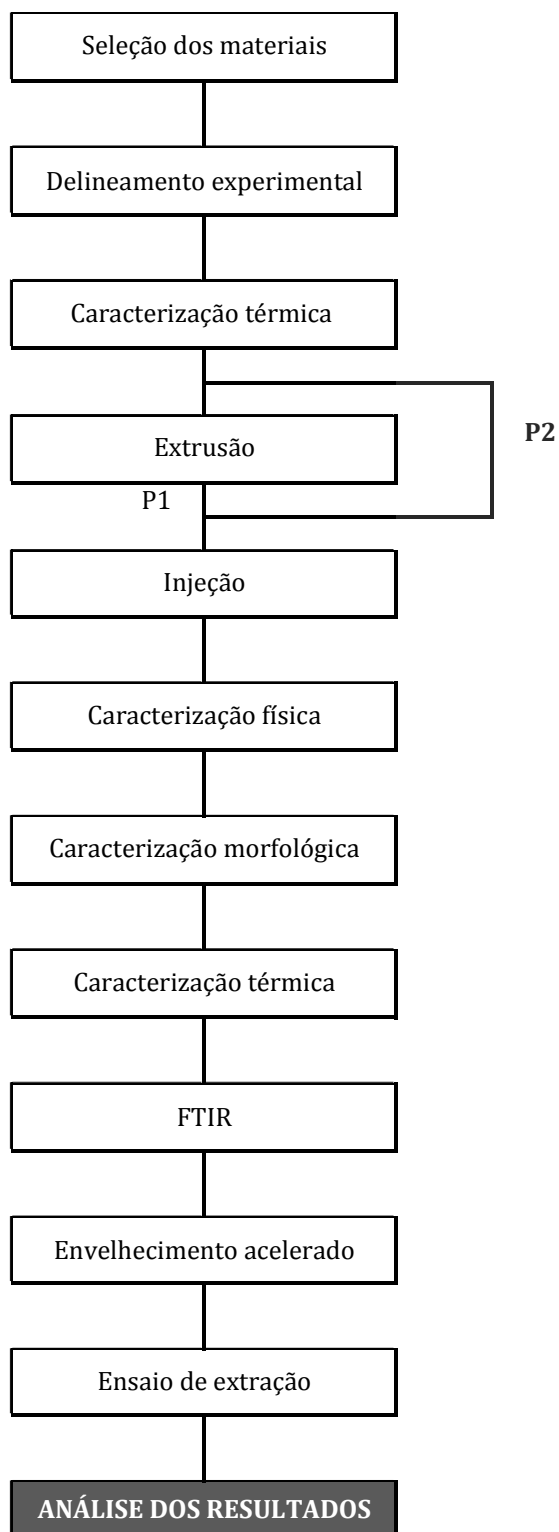 Seleção dos materiais
Delineamento experimental
Caracterização térmica
P2
Extrusão
P1
Injeção
Caracterização física
Caracterização morfológica
Caracterização térmica
FTIR
Envelhecimento acelerado
Ensaio de extração
ANÁLISE DOS RESULTADOS